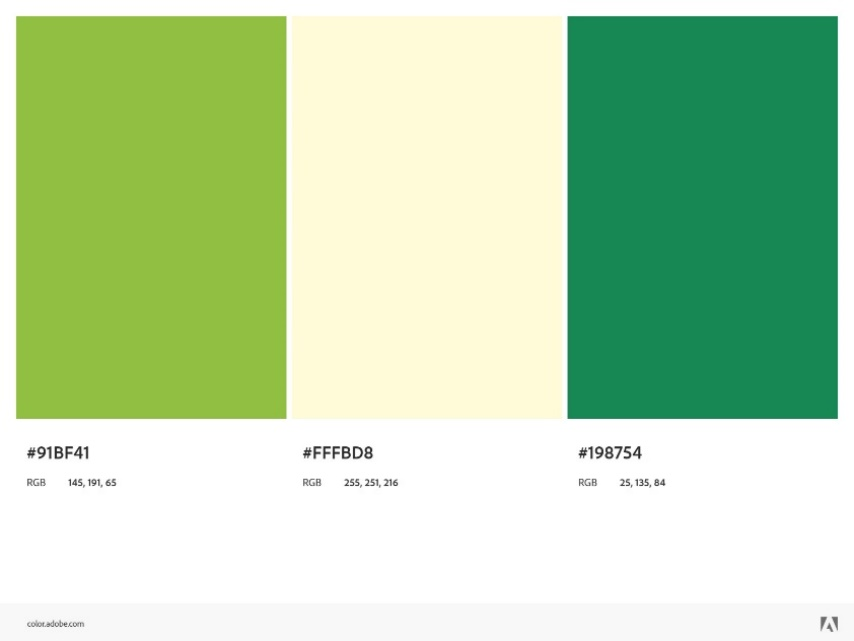 #91BF41
RGB 145, 191, 65
#FFFBD8
RGB 255, 251, 216
#198754
RGB 25, 135, 84
color.adobe.com